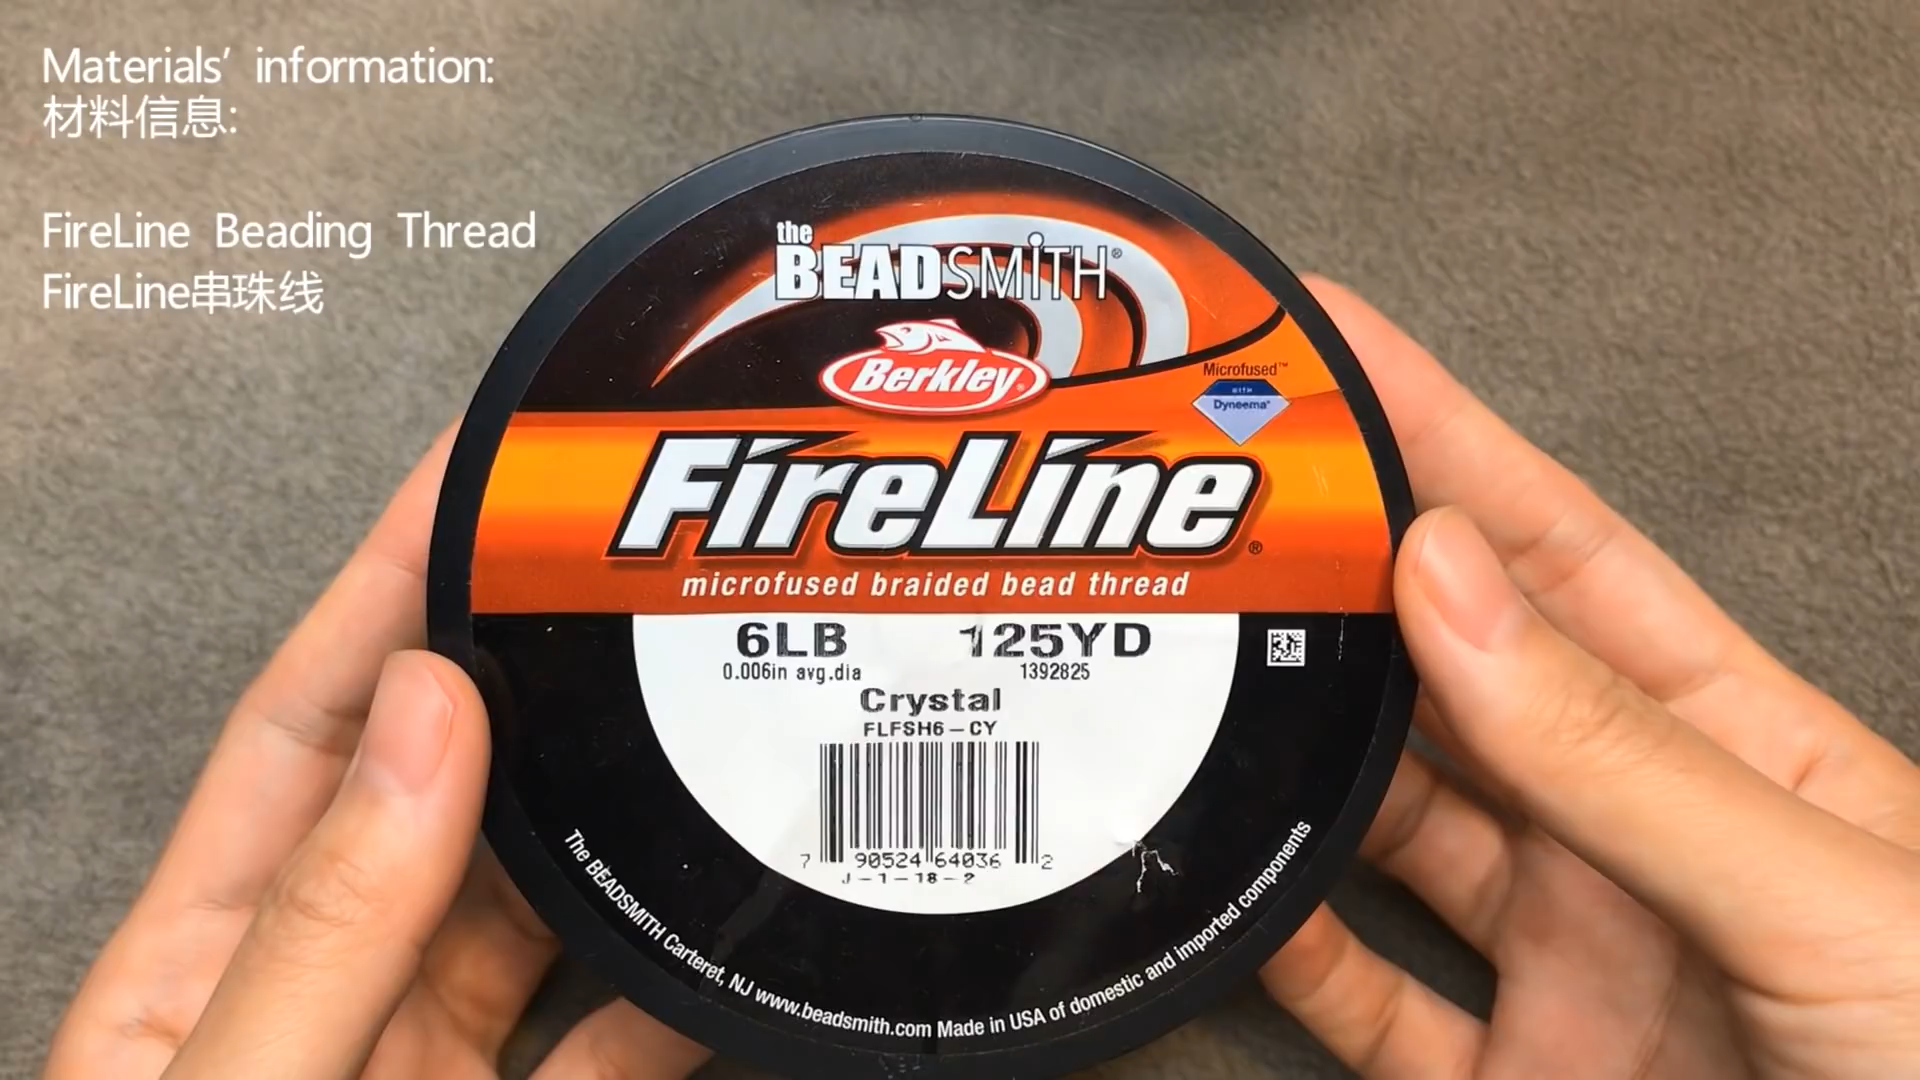 Materials' information:
材料信息:
FireLine Beading Thread
FireLine串珠线
the
BEADSMITH®
Berkley®
Microfused™
WITH
Dyneema®
FireLine®
microfused braided bead thread
6LB 125YD
0.006in avg.dia 1392825
Crystal
FLFSH6-CY
7 90524 64036 2
J-1-18-2
The BEADSMITH Carteret, NJ www.beadsmith.com Made in USA of domestic and imported components